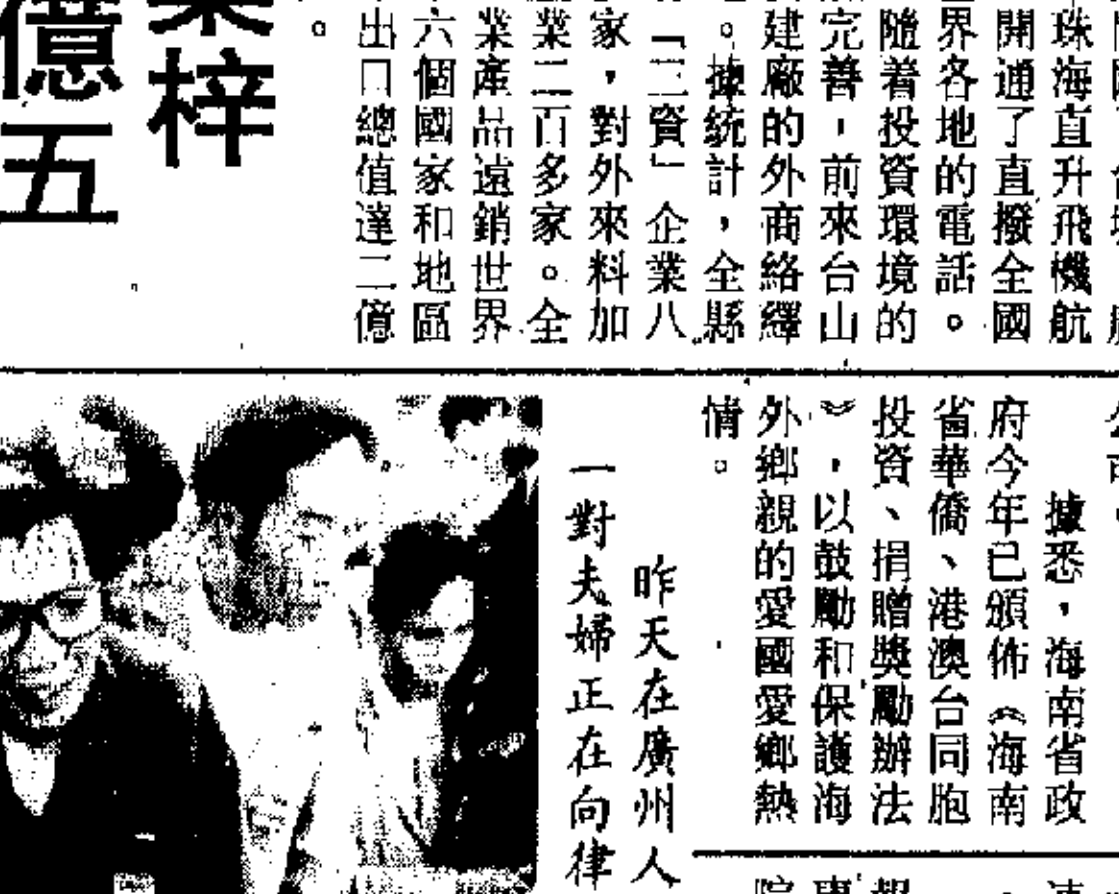 珠海直升飛機航
開通了直撥全國
界各地的電話。
隨着投資環境的
完善，前來台山
建廠的外商絡繹
。據統計，全縣
「三資」企業八
家，對外來料加
業二百多家。全
業產品遠銷世界
六個國家和地區
出口總值達二億
。
梓
億五
據悉，海南省政
府今年已頒佈《海南
省華僑、港澳台同胞
投資、捐贈獎勵辦法
》，以鼓勵和保護海
外鄉親的愛國愛鄉熱
情。
昨天在廣州人
一對夫婦正在向律